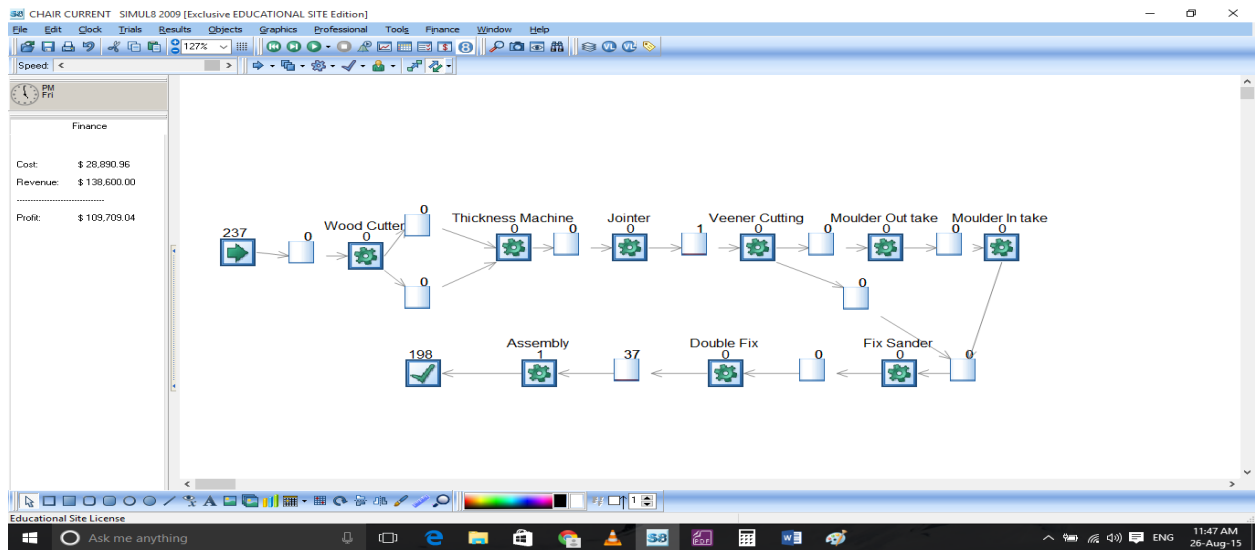 CHAIR CURRENT SIMUL8 2009 [Exclusive EDUCATIONAL SITE Edition]
File Edit Clock Trials Results Objects Graphics Professional Tools Finance Window Help
127%
Speed:
PM
Fri
Finance
Cost: $ 28,890.96
Revenue: $ 138,600.00
-----------------------------
Profit: $ 109,709.04
237
0
Wood Cutter
0
0
0
Thickness Machine
0
0
Jointer
0
1
Veener Cutting
0
0
0
Moulder Out take
0
0
Moulder In take
0
198
Assembly
1
37
Double Fix
0
0
Fix Sander
0
0
1
Educational Site License
Ask me anything
ENG
11:47 AM
26-Aug-15